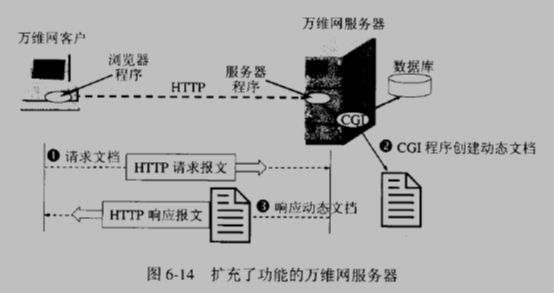 万维网客户
万维网服务器
浏览器
程序
HTTP
服务器
程序
数据库
CGI
❷ CGI 程序创建动态文档
❶ 请求文档
HTTP 请求报文
HTTP 响应报文
❸ 响应动态文档
图 6-14 扩充了功能的万维网服务器